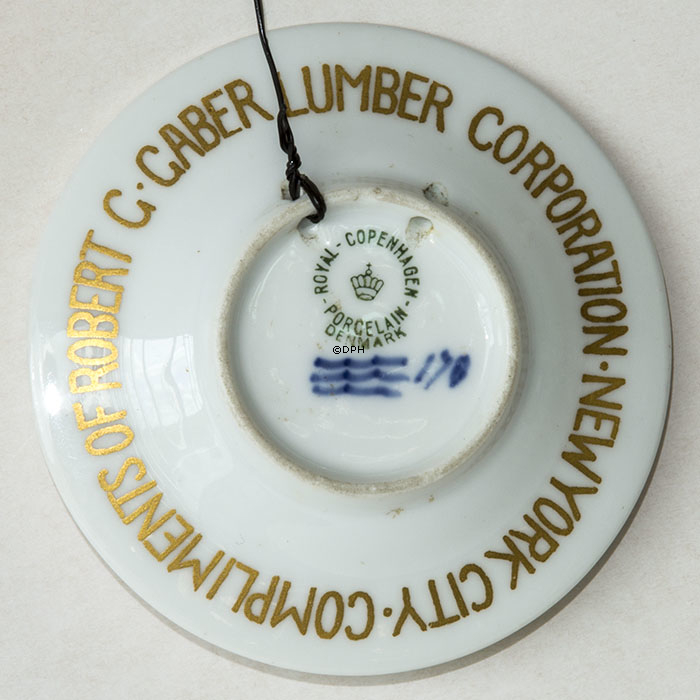 COMPLIMENTS OF ROBERT C. GABER LUMBER CORPORATION · NEW YORK CITY ·
ROYAL - COPENHAGEN -
PORCELAIN -
DENMARK
©DPH
170